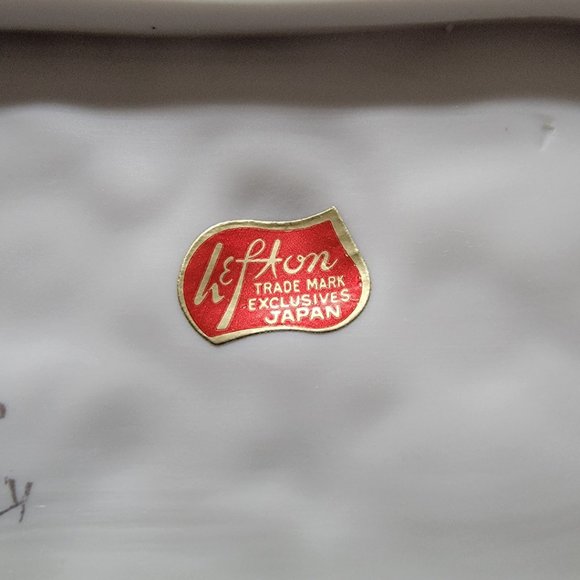 Lefton
TRADE MARK
EXCLUSIVES
JAPAN